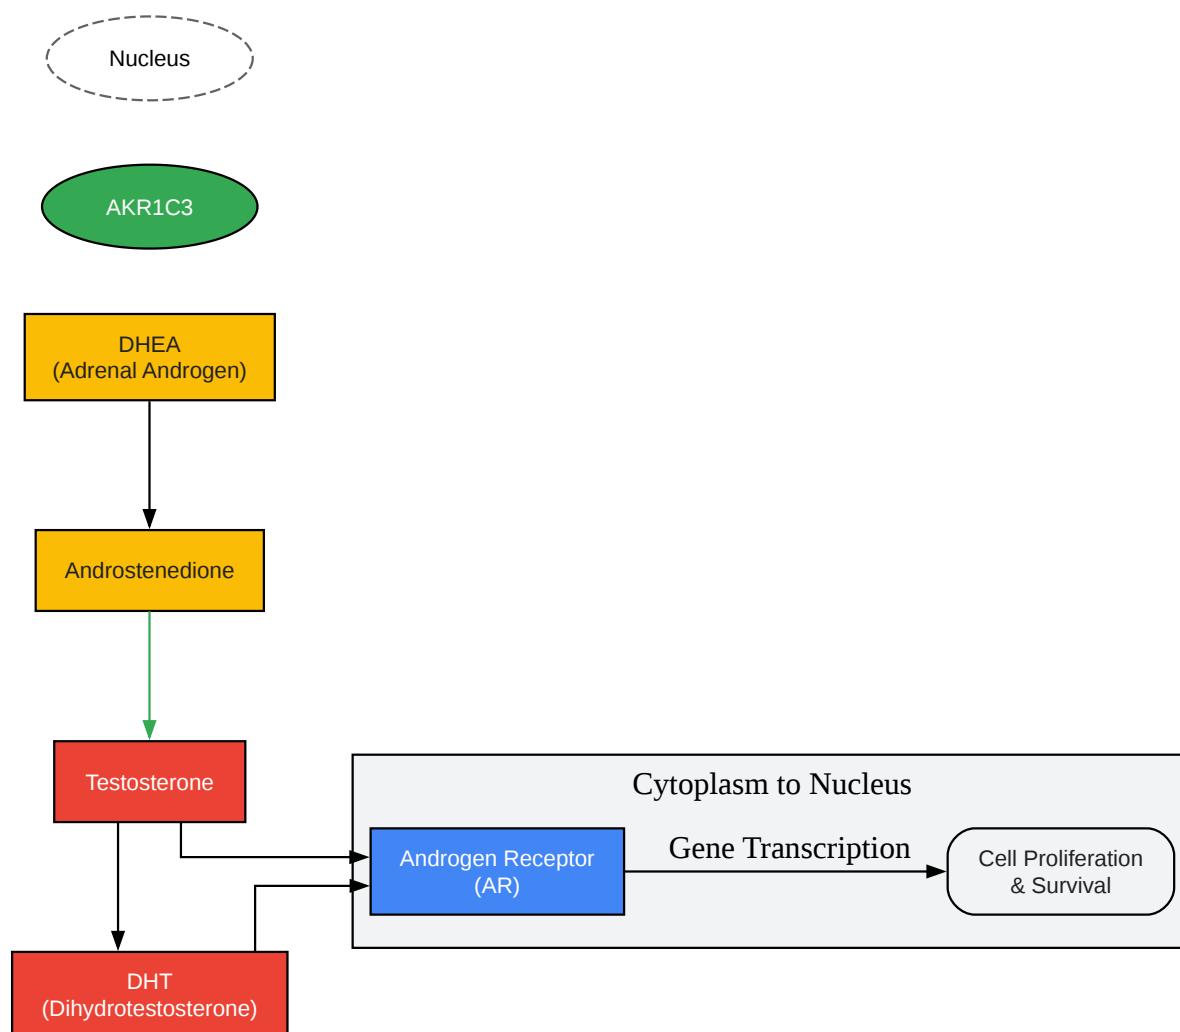 Nucleus
AKR1C3
DHEA
(Adrenal Androgen)
Androstenedione
Testosterone
Cytoplasm to Nucleus
Androgen Receptor
(AR)
Gene Transcription
Cell Proliferation
& Survival
DHT
(Dihydrotestosterone)